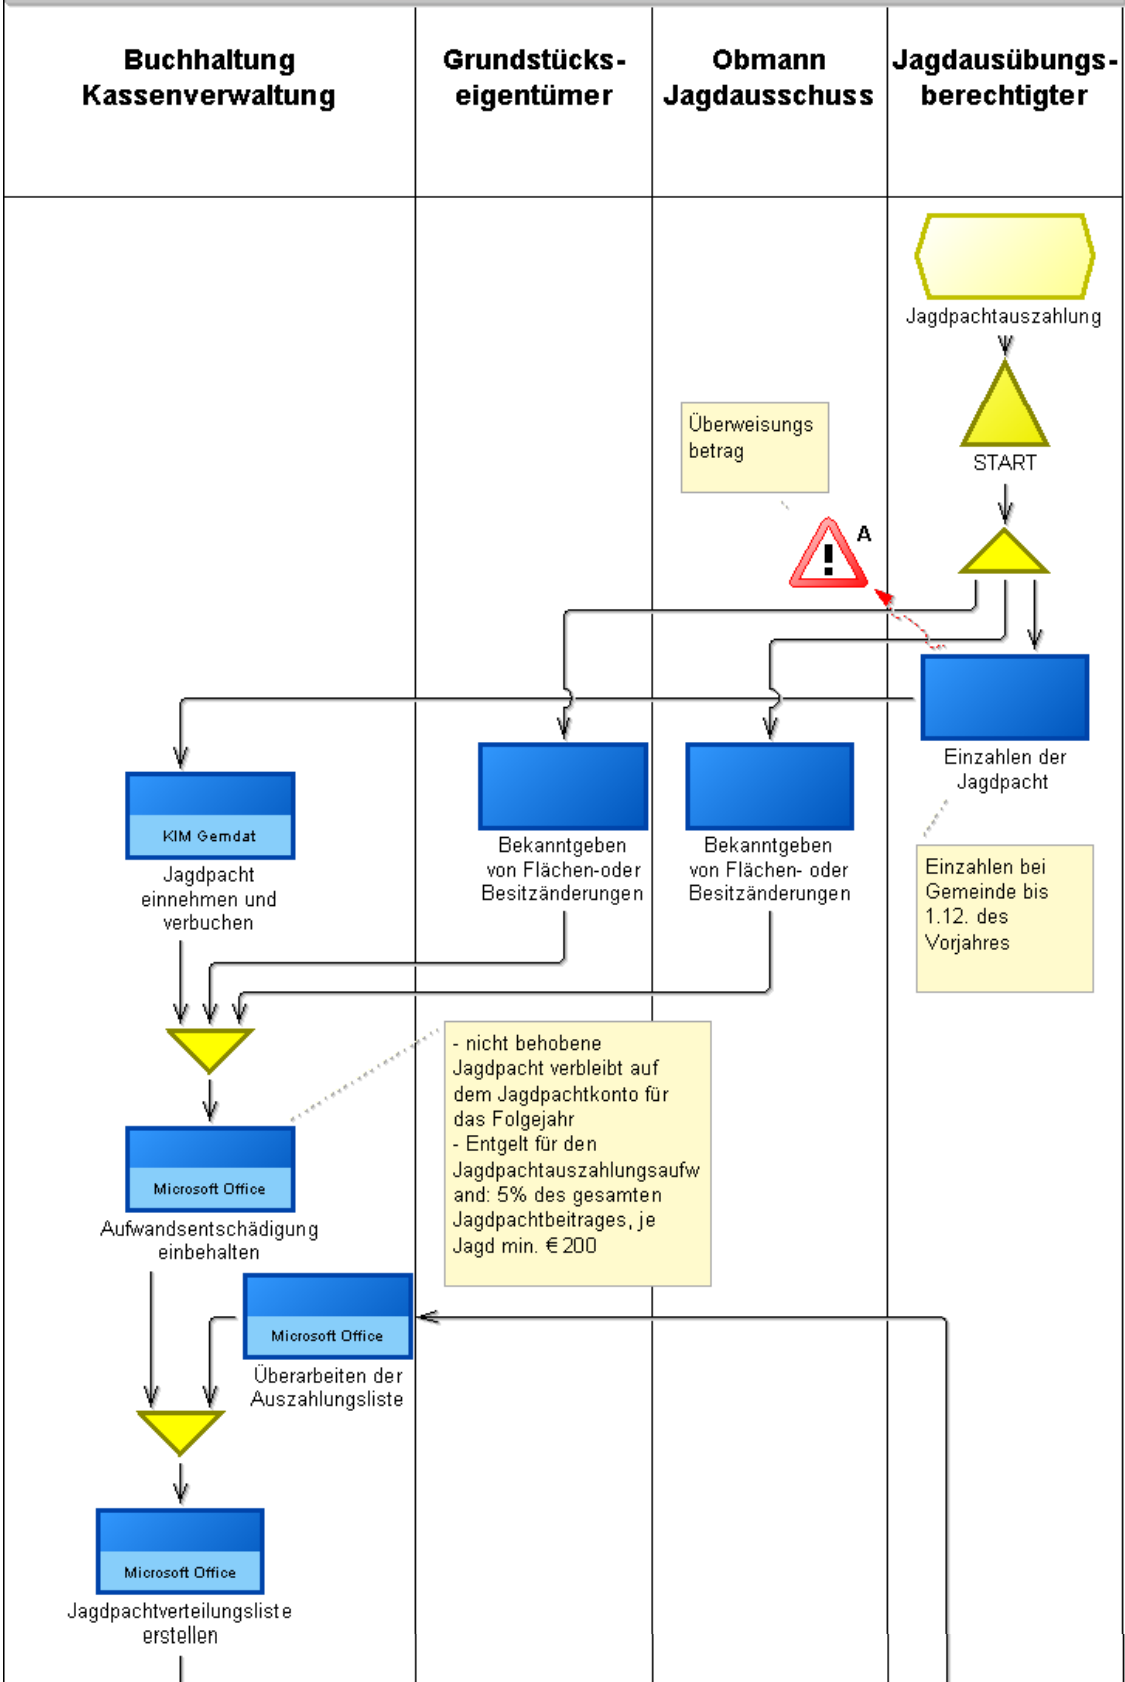 Buchhaltung
Kassenverwaltung
Grundstücks-
eigentümer
Obmann
Jagdausschuss
Jagdausübungs-
berechtigter
Jagdpachtauszahlung
START
Überweisungs
betrag
A
Einzahlen der
Jagdpacht
Einzahlen bei
Gemeinde bis
1.12. des
Vorjahres
KIM Gemdat
Jagdpacht
einnehmen und
verbuchen
Bekanntgeben
von Flächen-oder
Besitzänderungen
Bekanntgeben
von Flächen- oder
Besitzänderungen
- nicht behobene
Jagdpacht verbleibt auf
dem Jagdpachtkonto für
das Folgejahr
- Entgelt für den
Jagdpachtauszahlungsaufw
and: 5% des gesamten
Jagdpachtbeitrages, je
Jagd min. € 200
Microsoft Office
Aufwandsentschädigung
einbehalten
Microsoft Office
Überarbeiten der
Auszahlungsliste
Microsoft Office
Jagdpachtverteilungsliste
erstellen